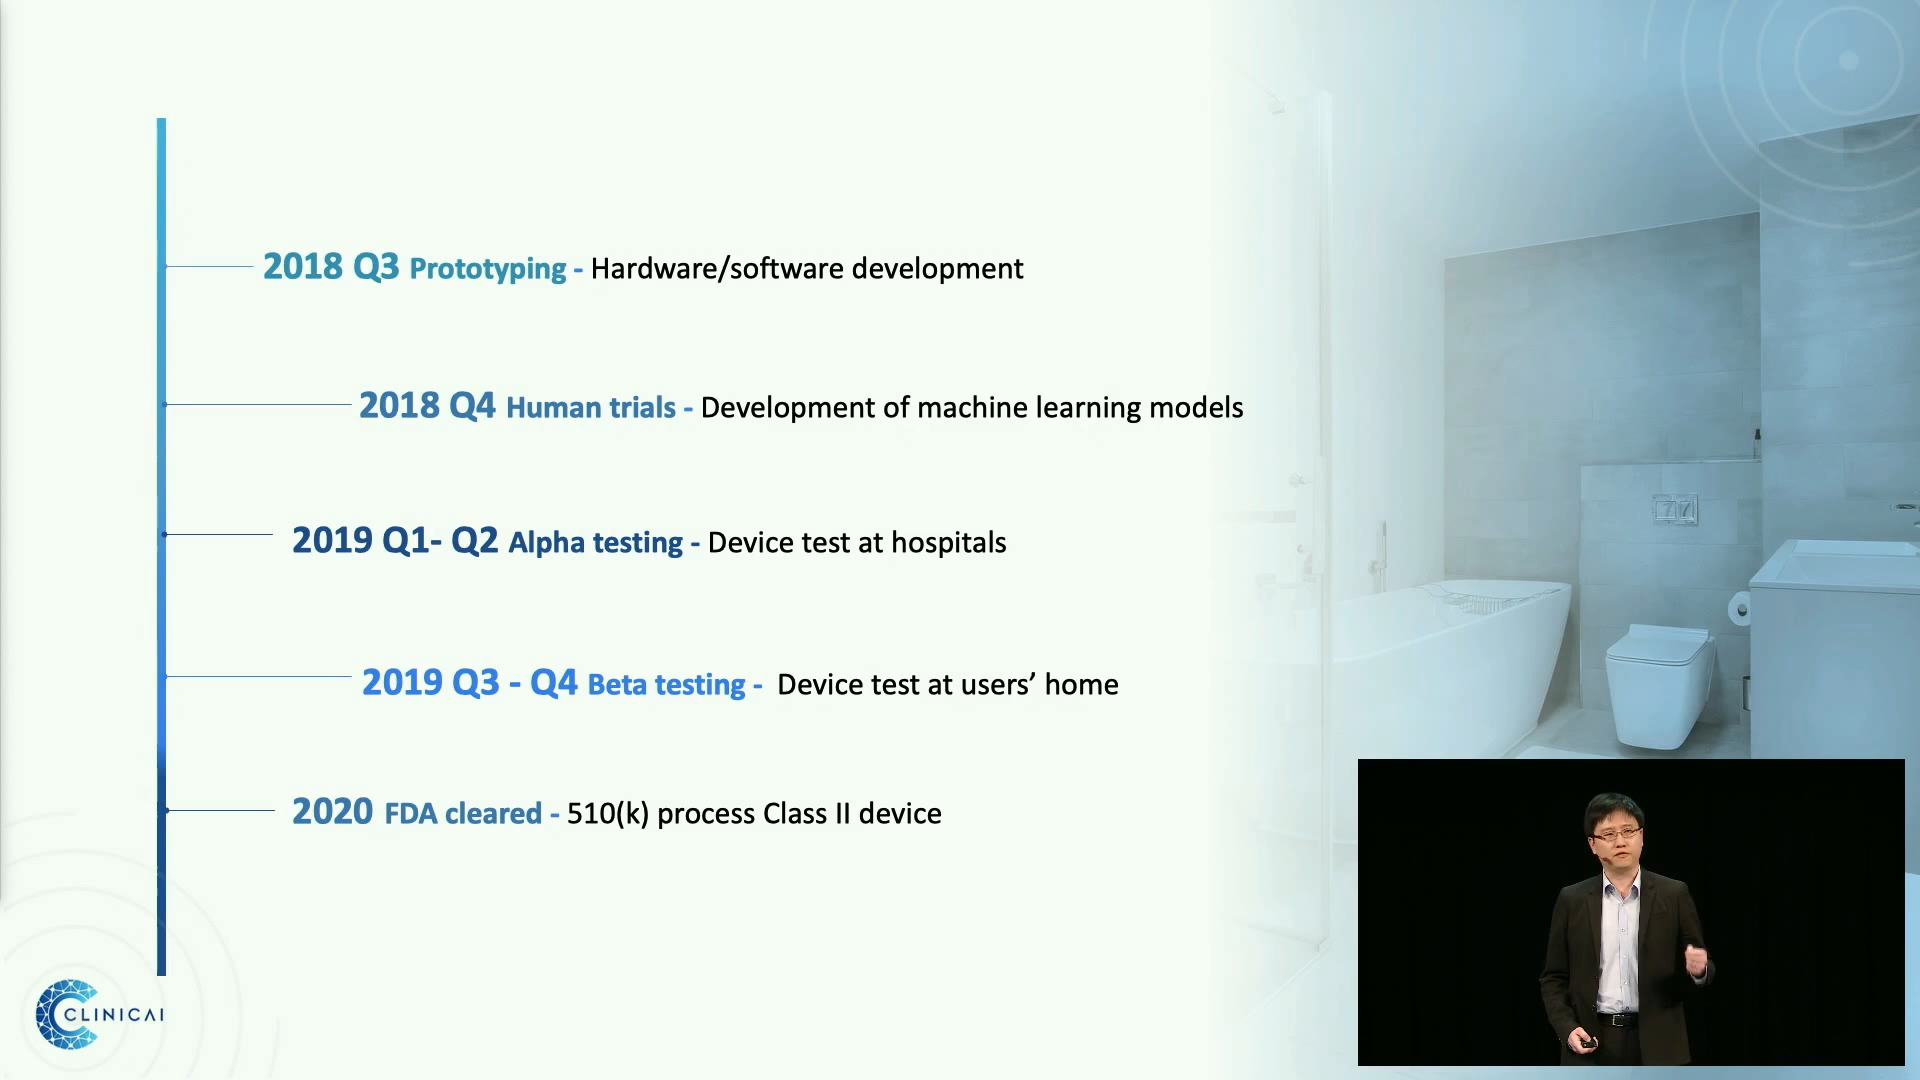 2018 Q3 Prototyping - Hardware/software development
2018 Q4 Human trials - Development of machine learning models
2019 Q1- Q2 Alpha testing - Device test at hospitals
2019 Q3 - Q4 Beta testing - Device test at users’ home
2020 FDA cleared - 510(k) process Class II device
CLINICAI